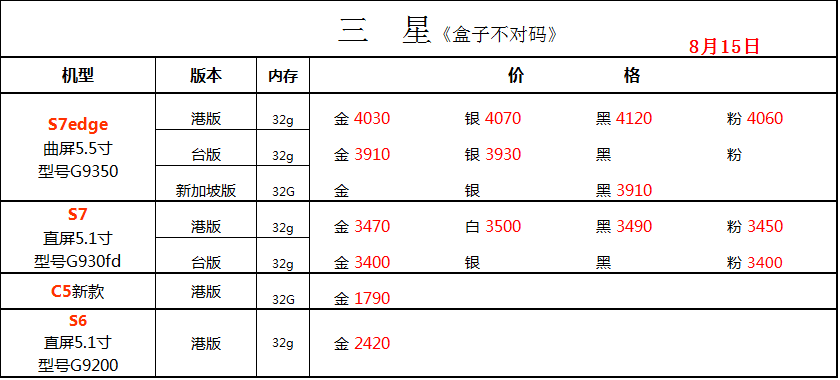 三 星《盒子不对码》
8月15日
机型 版本 内存 价 格
S7edge
曲屏5.5寸
型号G9350
港版 32g 金 4030 银 4070 黑 4120 粉 4060
台版 32g 金 3910 银 3930 黑 粉
新加坡版 32G 金 银 黑 3910
S7
直屏5.1寸
型号G930fd
港版 32g 金 3470 白 3500 黑 3490 粉 3450
台版 32g 金 3400 银 黑 粉 3400
C5新款 港版 32G 金 1790
S6
直屏5.1寸
型号G9200
港版 32g 金 2420